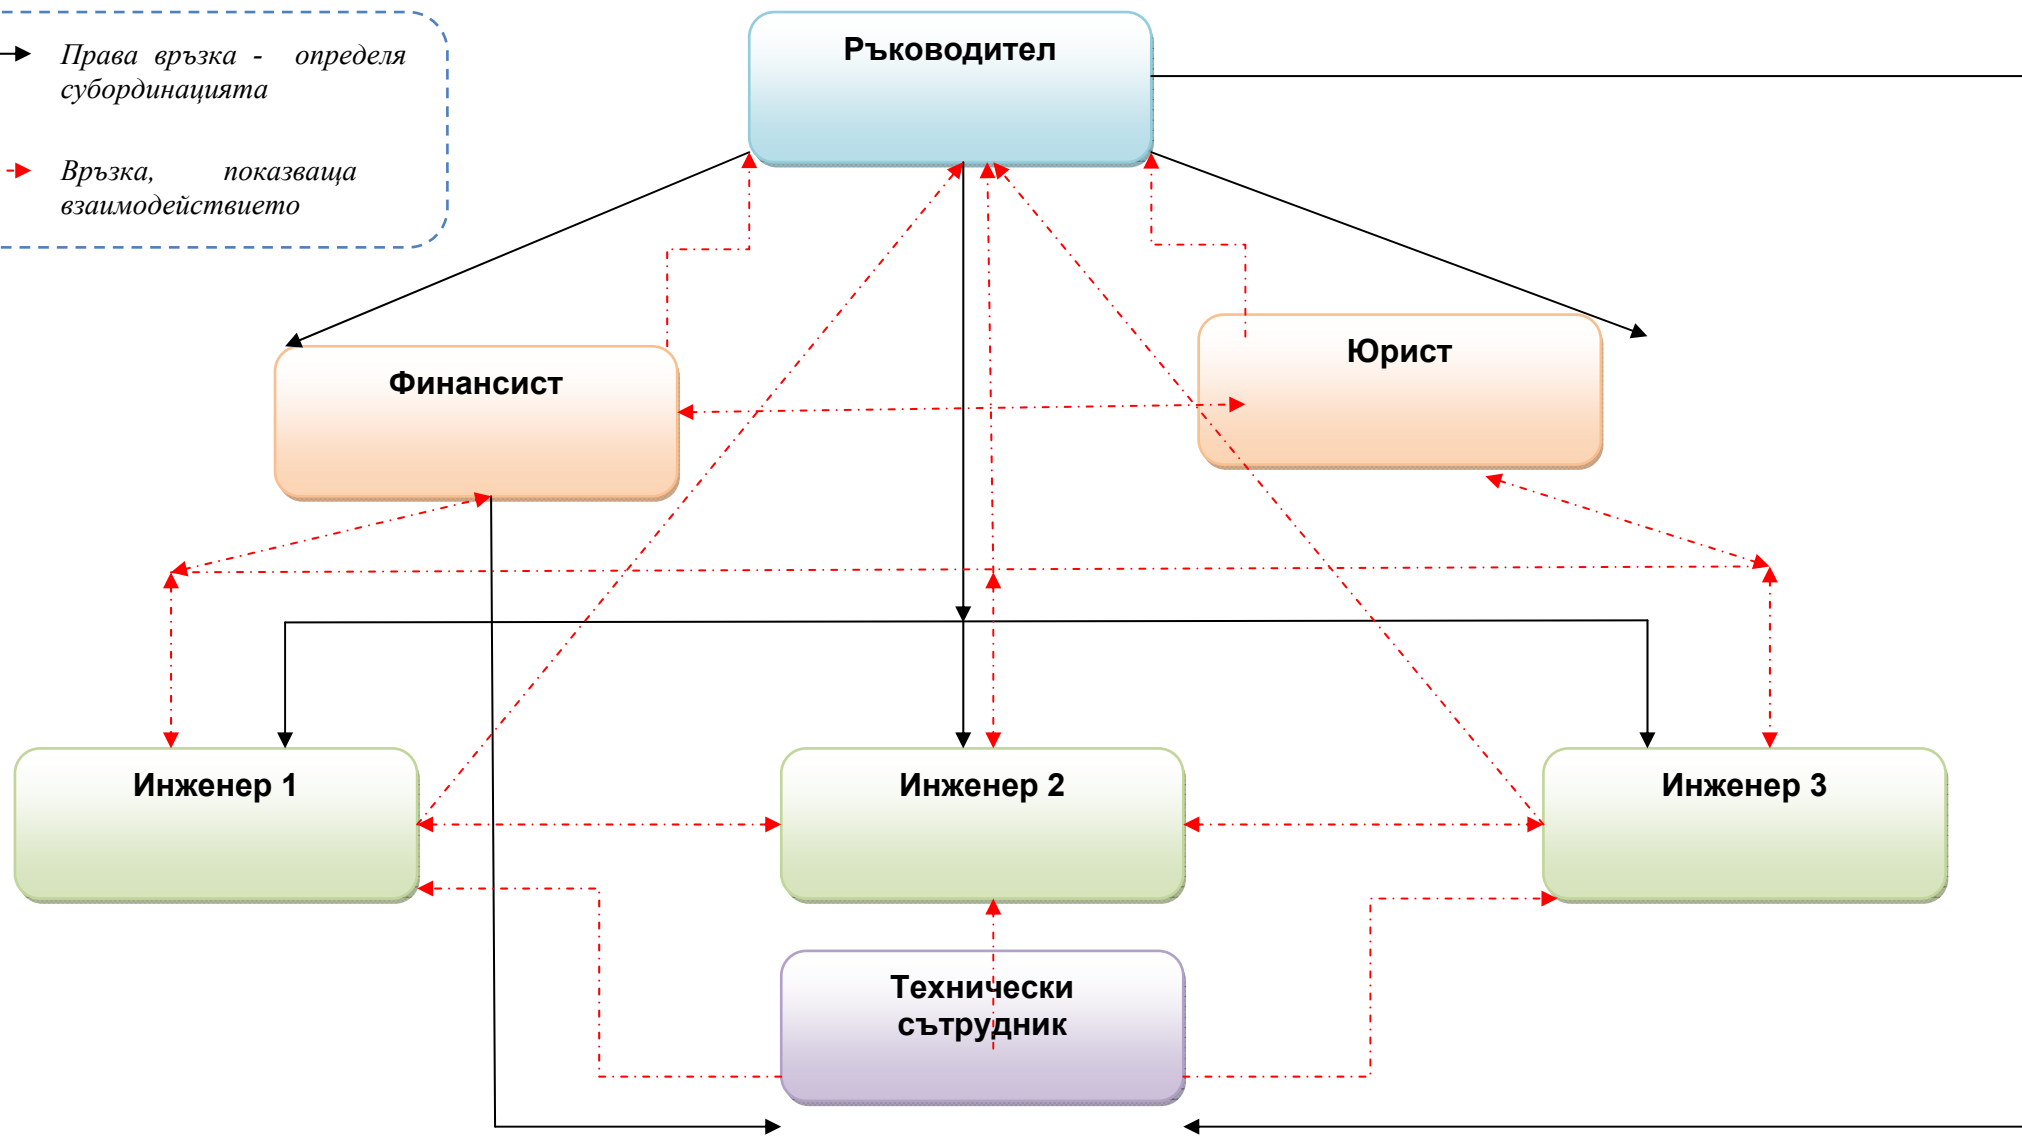 Права връзка - определя
субординацията
Връзка, показваща
взаимодействието
Ръководител
Финансист
Юрист
Инженер 1
Инженер 2
Инженер 3
Технически
сътрудник